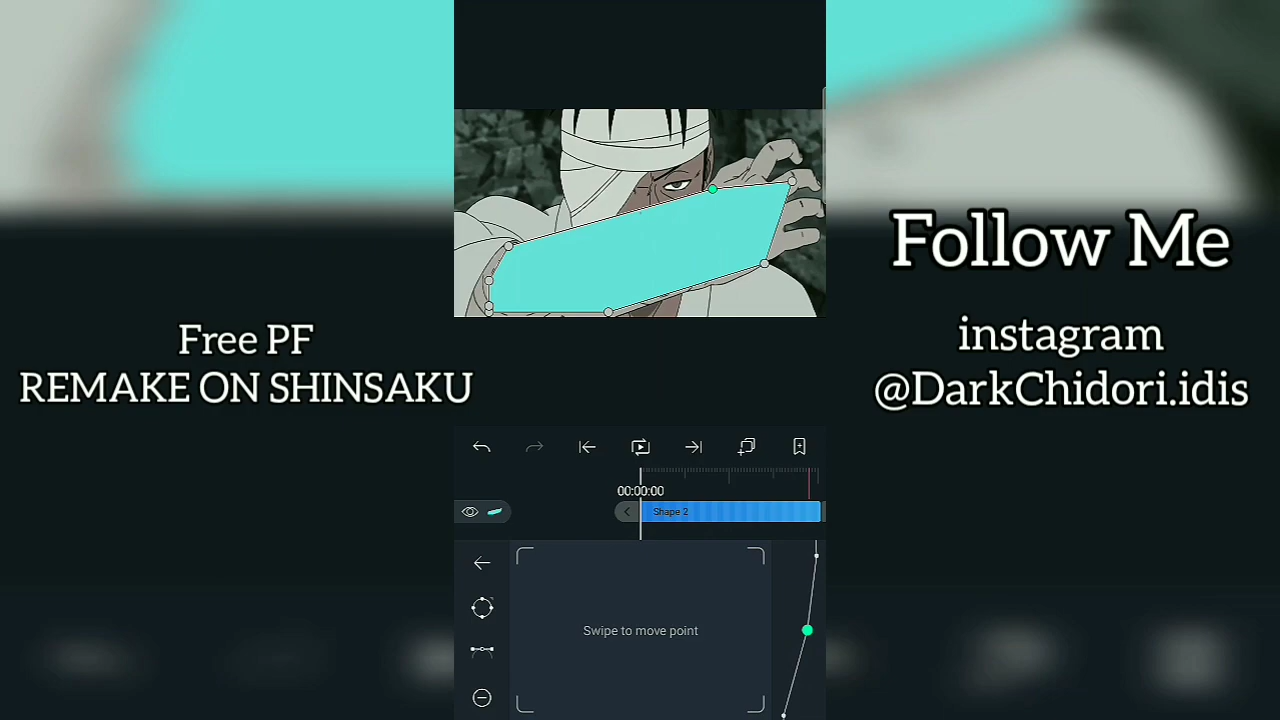 Follow Me
Free PF
REMAKE ON SHINSAKU
instagram
@DarkChidori.idis
00:00:00
Shape 2
Swipe to move point